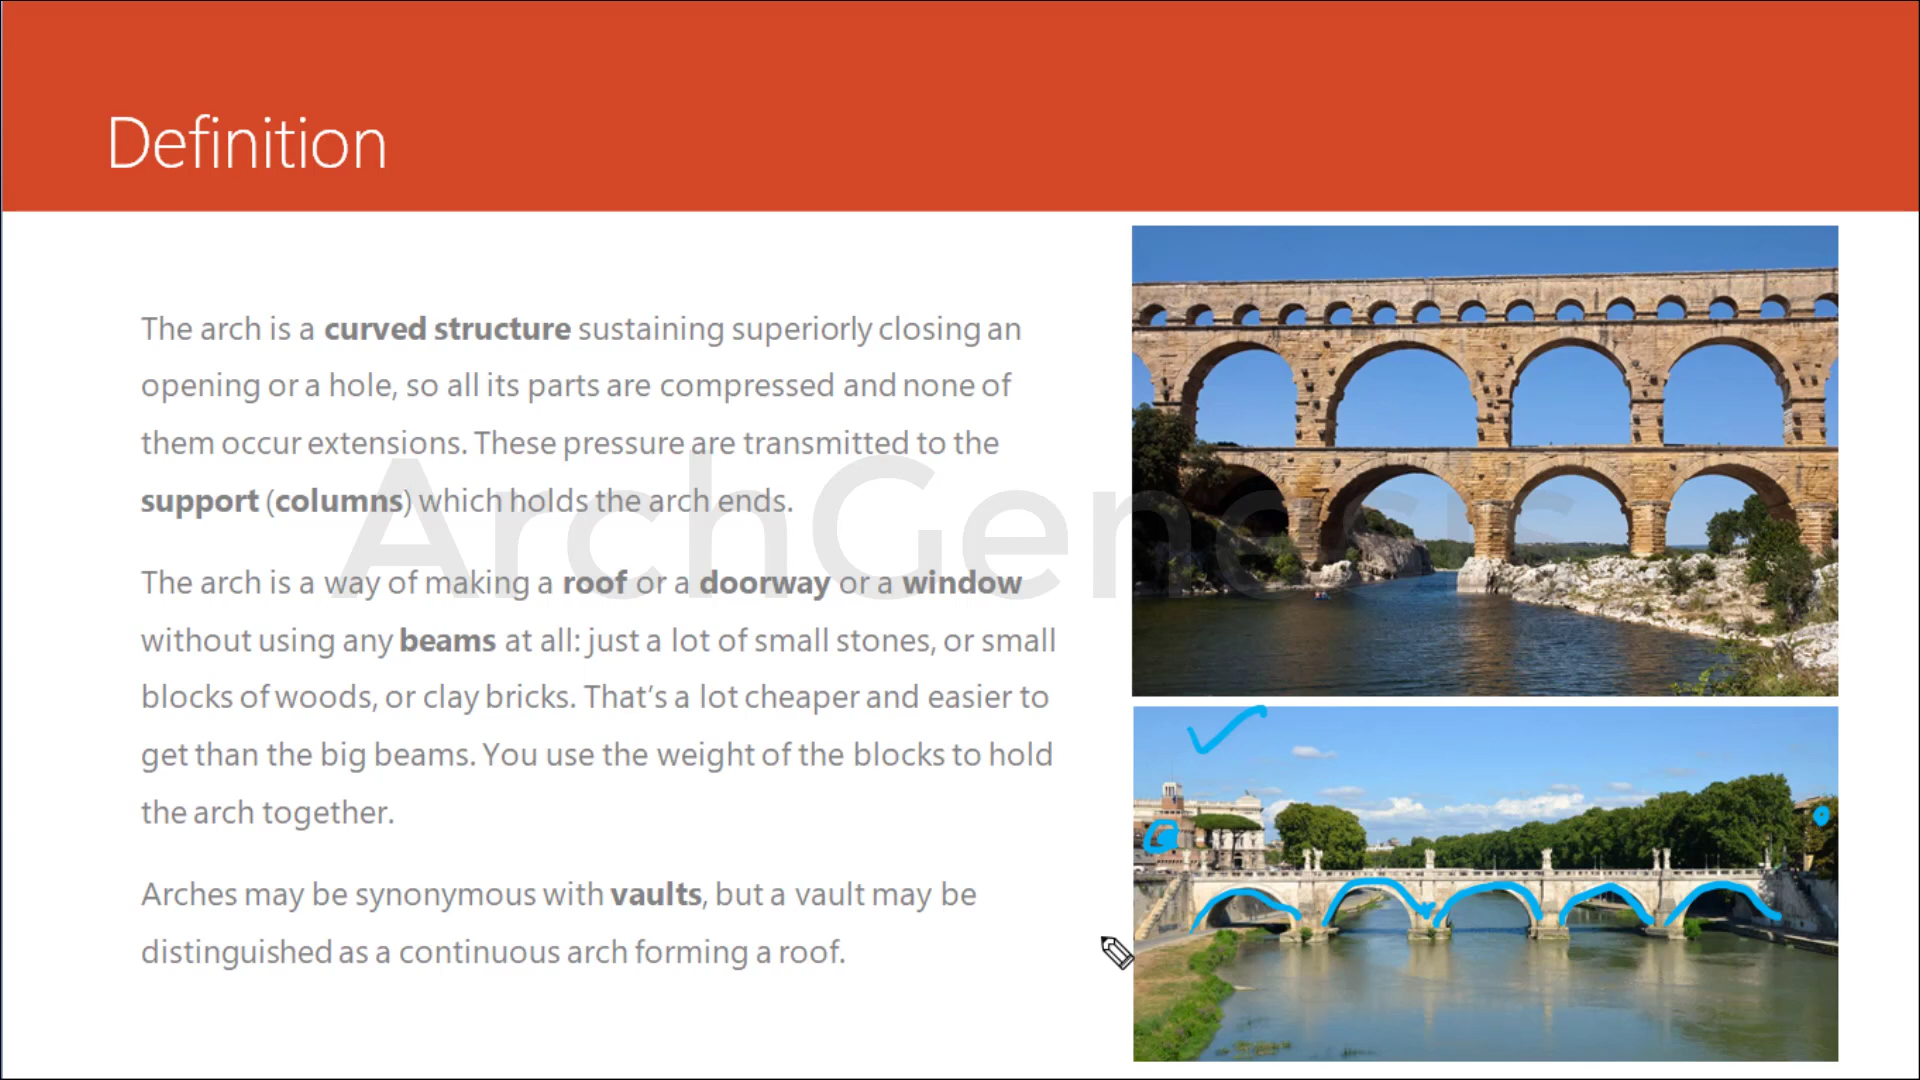 Definition
The arch is a curved structure sustaining superiorly closing an
opening or a hole, so all its parts are compressed and none of
them occur extensions. These pressure are transmitted to the
support (columns) which holds the arch ends.
ArchGenesis
The arch is a way of making a roof or a doorway or a window
without using any beams at all: just a lot of small stones, or small
blocks of woods, or clay bricks. That’s a lot cheaper and easier to
get than the big beams. You use the weight of the blocks to hold
the arch together.
Arches may be synonymous with vaults, but a vault may be
distinguished as a continuous arch forming a roof.